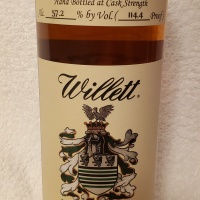 Hand Bottled at Cask Strength
57.2 % by Vol. ( 114.4 Proof
Willett